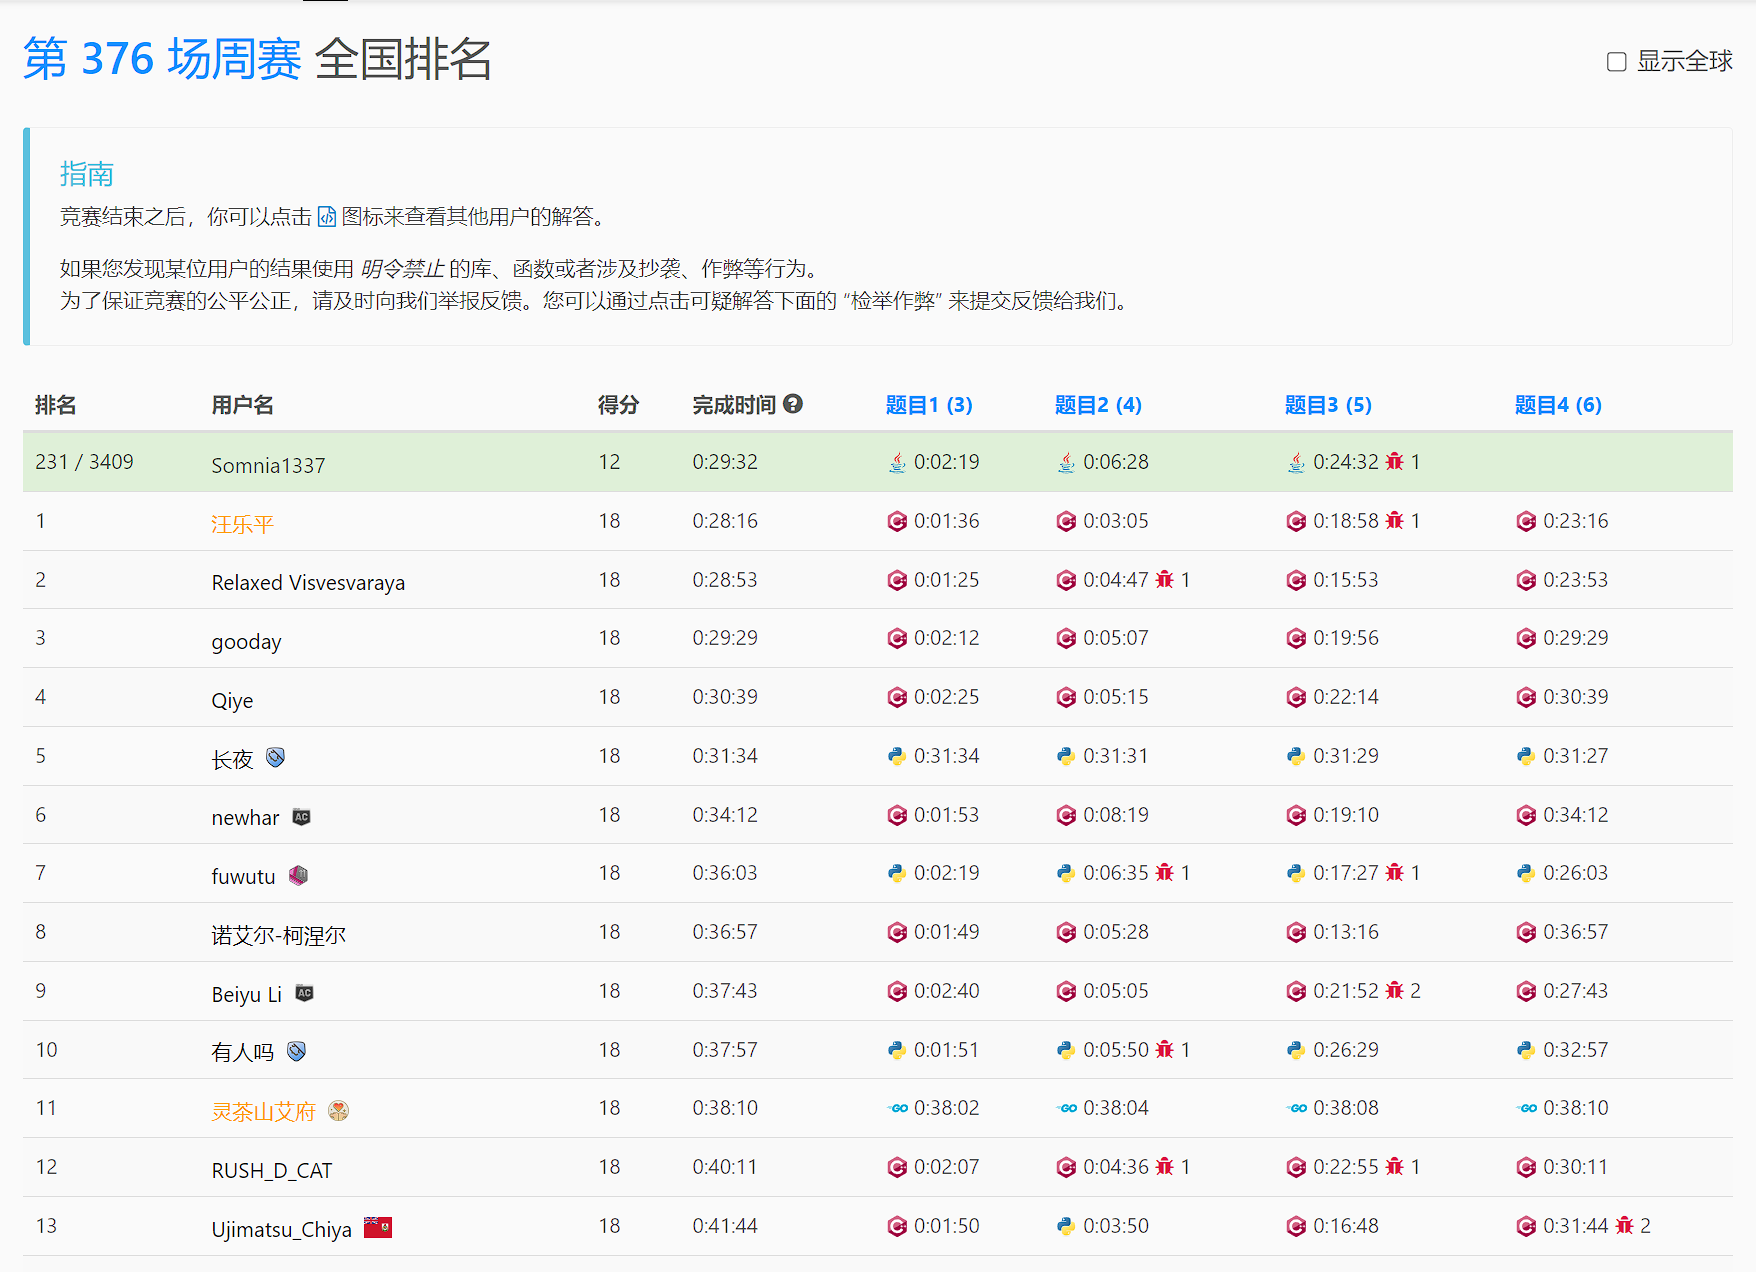 第 376 场周赛 全国排名
显示全球
指南
竞赛结束之后，你可以点击 图标来查看其他用户的解答。
如果您发现某位用户的结果使用 明令禁止 的库、函数或者涉及抄袭、作弊等行为。
为了保证竞赛的公平公正，请及时向我们举报反馈。您可以通过点击可疑解答下面的 “检举作弊” 来提交反馈给我们。
排名 用户名 得分 完成时间 题目1 (3) 题目2 (4) 题目3 (5) 题目4 (6)
231 / 3409 Somnia1337 12 0:29:32 0:02:19 0:06:28 0:24:32 1
1 汪乐平 18 0:28:16 0:01:36 0:03:05 0:18:58 1 0:23:16
2 Relaxed Visvesvaraya 18 0:28:53 0:01:25 0:04:47 1 0:15:53 0:23:53
3 gooday 18 0:29:29 0:02:12 0:05:07 0:19:56 0:29:29
4 Qiye 18 0:30:39 0:02:25 0:05:15 0:22:14 0:30:39
5 长夜 18 0:31:34 0:31:34 0:31:31 0:31:29 0:31:27
6 newhar AC 18 0:34:12 0:01:53 0:08:19 0:19:10 0:34:12
7 fuwutu 18 0:36:03 0:02:19 0:06:35 1 0:17:27 1 0:26:03
8 诺艾尔-柯涅尔 18 0:36:57 0:01:49 0:05:28 0:13:16 0:36:57
9 Beiyu Li AC 18 0:37:43 0:02:40 0:05:05 0:21:52 2 0:27:43
10 有人吗 18 0:37:57 0:01:51 0:05:50 1 0:26:29 0:32:57
11 灵茶山艾府 18 0:38:10 GO 0:38:02 GO 0:38:04 GO 0:38:08 GO 0:38:10
12 RUSH_D_CAT 18 0:40:11 0:02:07 0:04:36 1 0:22:55 1 0:30:11
13 Ujimatsu_Chiya 18 0:41:44 0:01:50 0:03:50 0:16:48 0:31:44 2